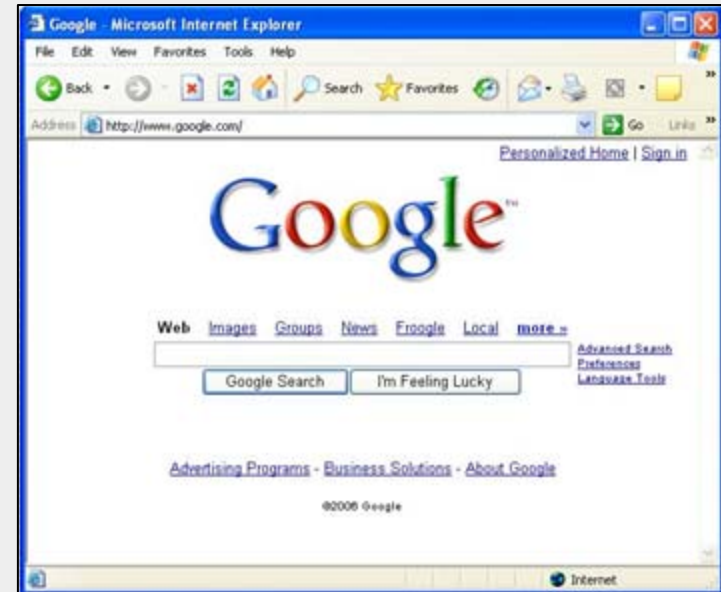 Google - Microsoft Internet Explorer
File Edit View Favorites Tools Help
Back Search Favorites
Address http://www.google.com/ Go Links
Personalized Home | Sign in
Google™
Web Images Groups News Froogle Local more »
Advanced Search
Preferences
Language Tools
Google Search I'm Feeling Lucky
Advertising Programs - Business Solutions - About Google
©2006 Google
Internet